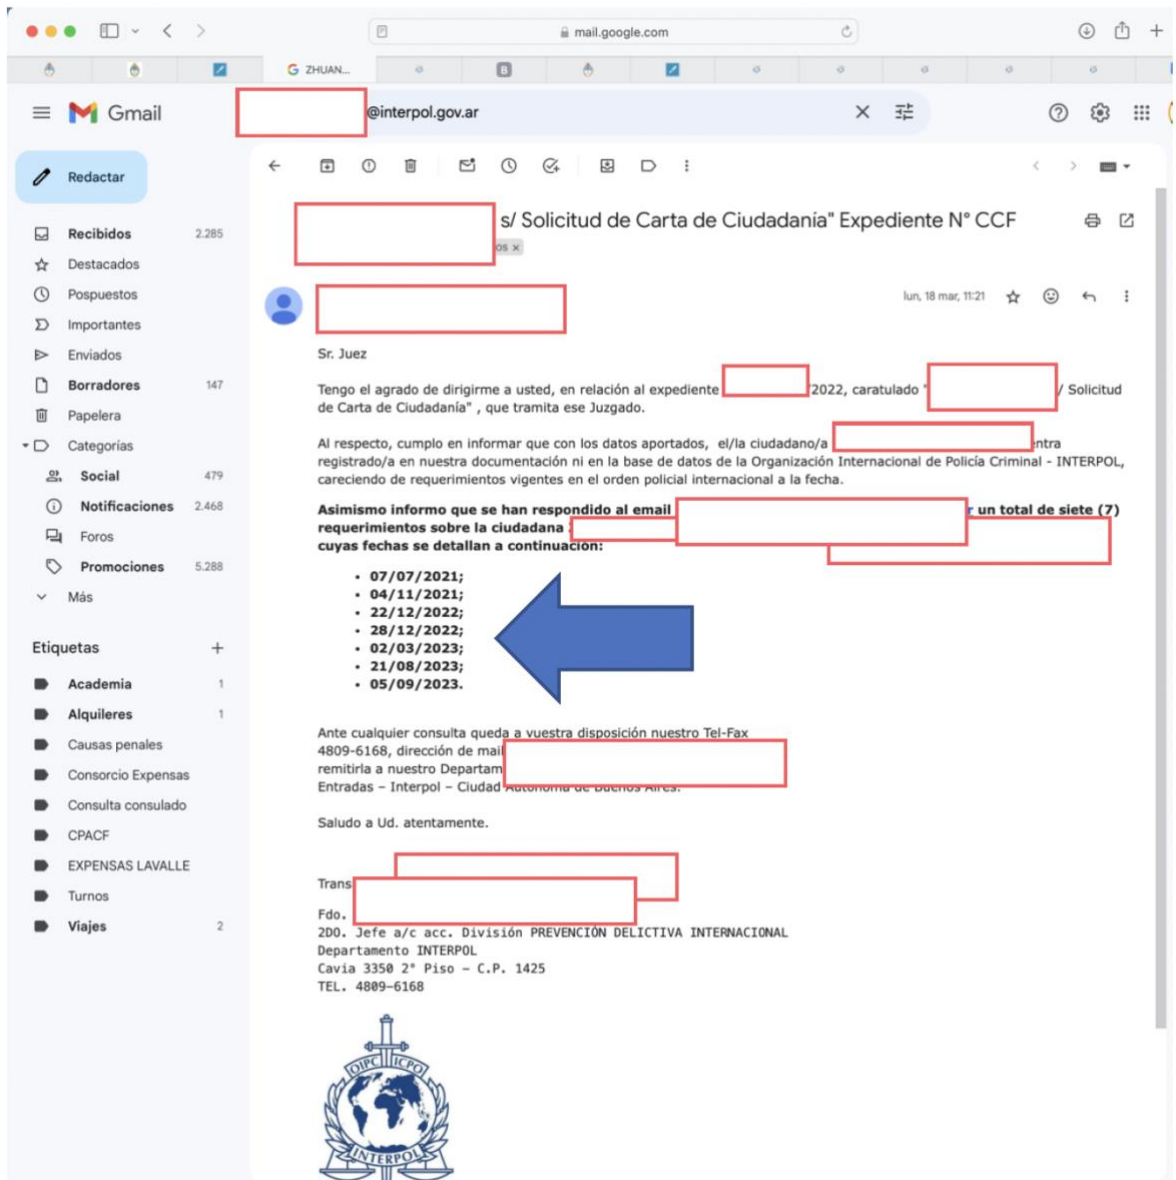 mail.google.com
G ZHUAN...
B
Gmail
@interpol.gov.ar
Redactar
Recibidos 2.285
Destacados
Pospuestos
Importantes
Enviados
Borradores 147
Papelera
Categorías
Social 479
Notificaciones 2.468
Foros
Promociones 5.288
Más
Etiquetas
Academia 1
Alquileres 1
Causas penales
Consorcio Expensas
Consulta consulado
CPACF
EXPENSAS LAVALLE
Turnos
Viajes 2
s/ Solicitud de Carta de Ciudadanía" Expediente N° CCF
os x
lun, 18 mar, 11:21
Sr. Juez
Tengo el agrado de dirigirme a usted, en relación al expediente /2022, caratulado " / Solicitud
de Carta de Ciudadanía" , que tramita ese Juzgado.
Al respecto, cumplo en informar que con los datos aportados, el/la ciudadano/a entra
registrado/a en nuestra documentación ni en la base de datos de la Organización Internacional de Policía Criminal - INTERPOL,
careciendo de requerimientos vigentes en el orden policial internacional a la fecha.
Asimismo informo que se han respondido al email r un total de siete (7)
requerimientos sobre la ciudadana
cuyas fechas se detallan a continuación:
• 07/07/2021;
• 04/11/2021;
• 22/12/2022;
• 28/12/2022;
• 02/03/2023;
• 21/08/2023;
• 05/09/2023.
Ante cualquier consulta queda a vuestra disposición nuestro Tel-Fax
4809-6168, dirección de mail
remitirla a nuestro Departam
Entradas – Interpol – Ciudad Autónoma de Buenos Aires.
Saludo a Ud. atentamente.
Trans
Fdo.
2DO. Jefe a/c acc. División PREVENCIÓN DELICTIVA INTERNACIONAL
Departamento INTERPOL
Cavia 3350 2° Piso – C.P. 1425
TEL. 4809–6168
OIPC ICPO
INTERPOL